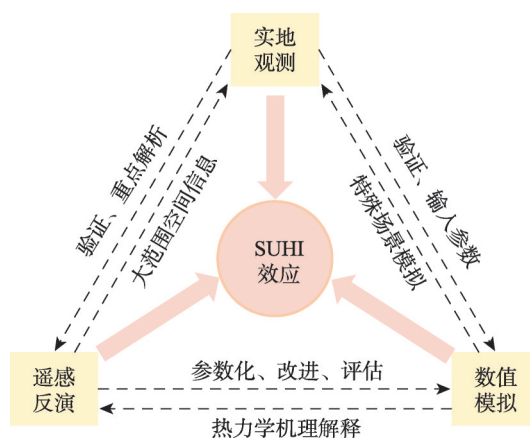 实地
观测
验证、重点解析
大范围空间信息
验证、输入参数
特殊场景模拟
SUHI
效应
遥感
反演
参数化、改进、评估
热力学机理解释
数值
模拟